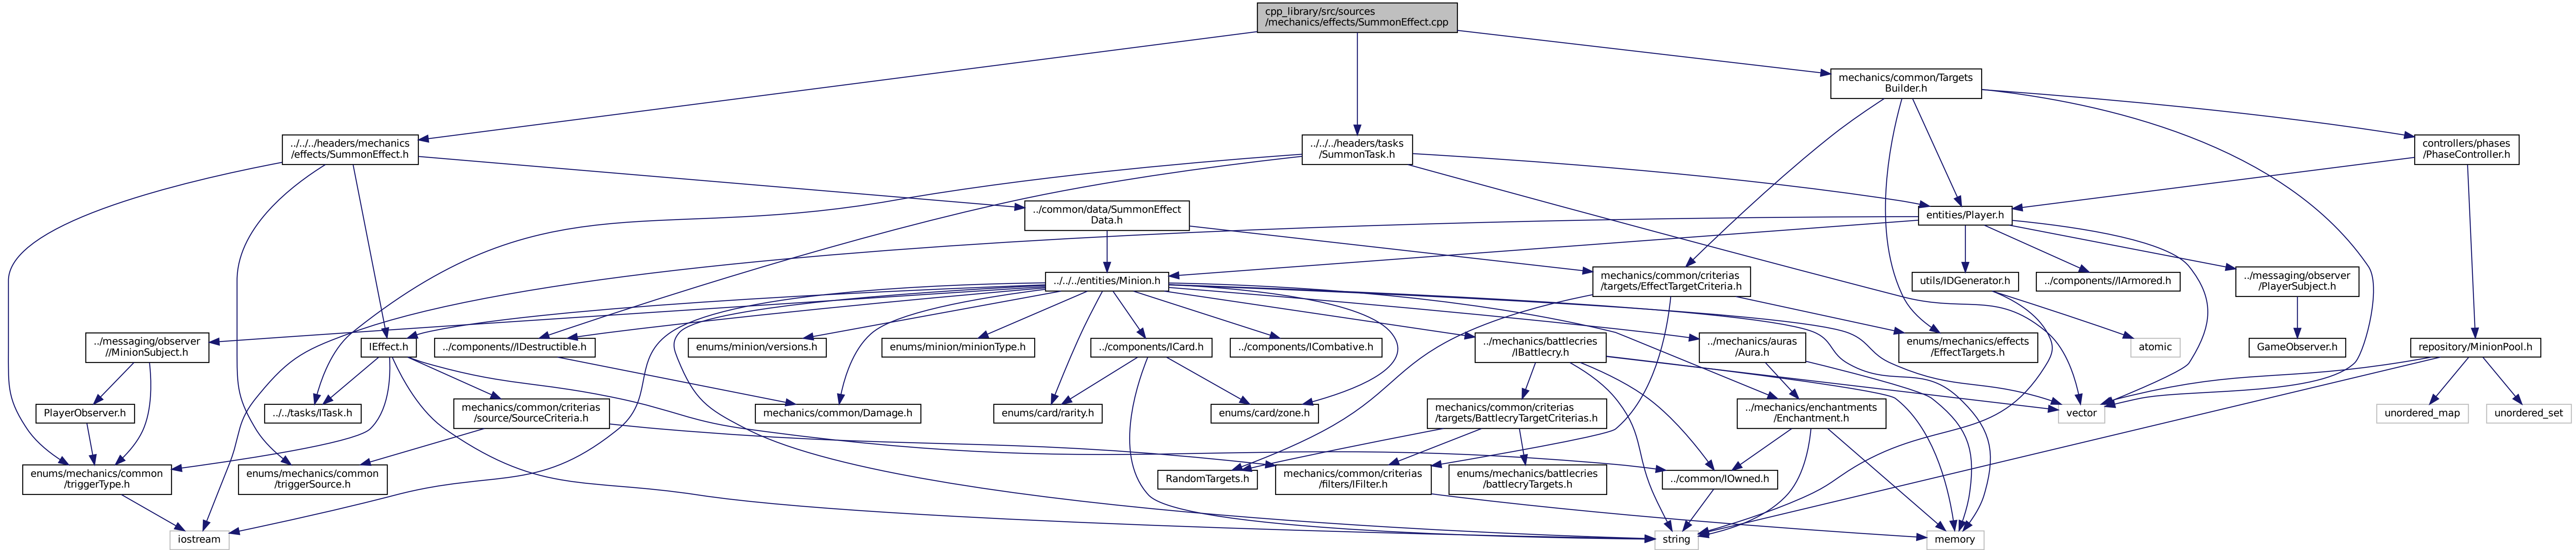 cpp_library/src/sources
/mechanics/effects/SummonEffect.cpp
mechanics/common/Targets
Builder.h
../../../headers/mechanics
/effects/SummonEffect.h
../../../headers/tasks
/SummonTask.h
controllers/phases
/PhaseController.h
../common/data/SummonEffect
Data.h
entities/Player.h
../../../entities/Minion.h
mechanics/common/criterias
/targets/EffectTargetCriteria.h
utils/IDGenerator.h
../components//IArmored.h
../messaging/observer
/PlayerSubject.h
../messaging/observer
//MinionSubject.h
IEffect.h
../components//IDestructible.h
enums/minion/versions.h
enums/minion/minionType.h
../components/ICard.h
../components/ICombative.h
../mechanics/battlecries
/IBattlecry.h
../mechanics/auras
/Aura.h
enums/mechanics/effects
/EffectTargets.h
atomic
GameObserver.h
repository/MinionPool.h
PlayerObserver.h
../../tasks/ITask.h
mechanics/common/criterias
/source/SourceCriteria.h
mechanics/common/Damage.h
enums/card/rarity.h
enums/card/zone.h
mechanics/common/criterias
/targets/BattlecryTargetCriterias.h
../mechanics/enchantments
/Enchantment.h
vector
unordered_map
unordered_set
enums/mechanics/common
/triggerType.h
enums/mechanics/common
/triggerSource.h
RandomTargets.h
mechanics/common/criterias
/filters/IFilter.h
enums/mechanics/battlecries
/battlecryTargets.h
../common/IOwned.h
iostream
string
memory